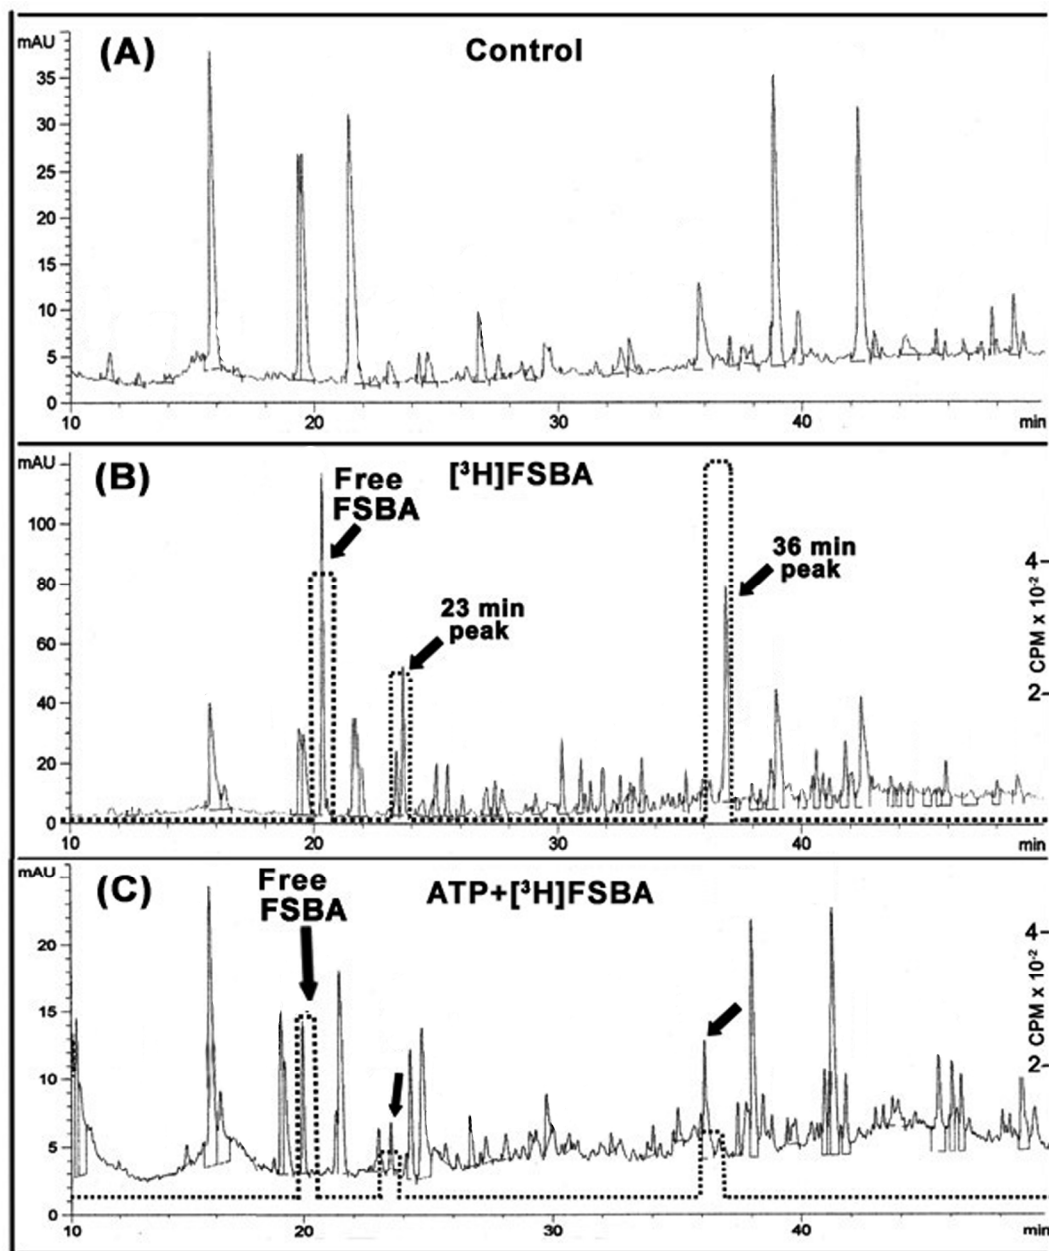 (A) Control
mAU
35
30
25
20
15
10
5
0
10 20 30 40 min
(B) [³H]FSBA
mAU
Free
FSBA
23 min
peak
36 min
peak
100
80
60
40
20
0
4
2
CPM x 10⁻²
10 20 30 40 min
(C) ATP+[³H]FSBA
mAU
Free
FSBA
20
15
10
5
0
4
2
CPM x 10⁻²
10 20 30 40 min